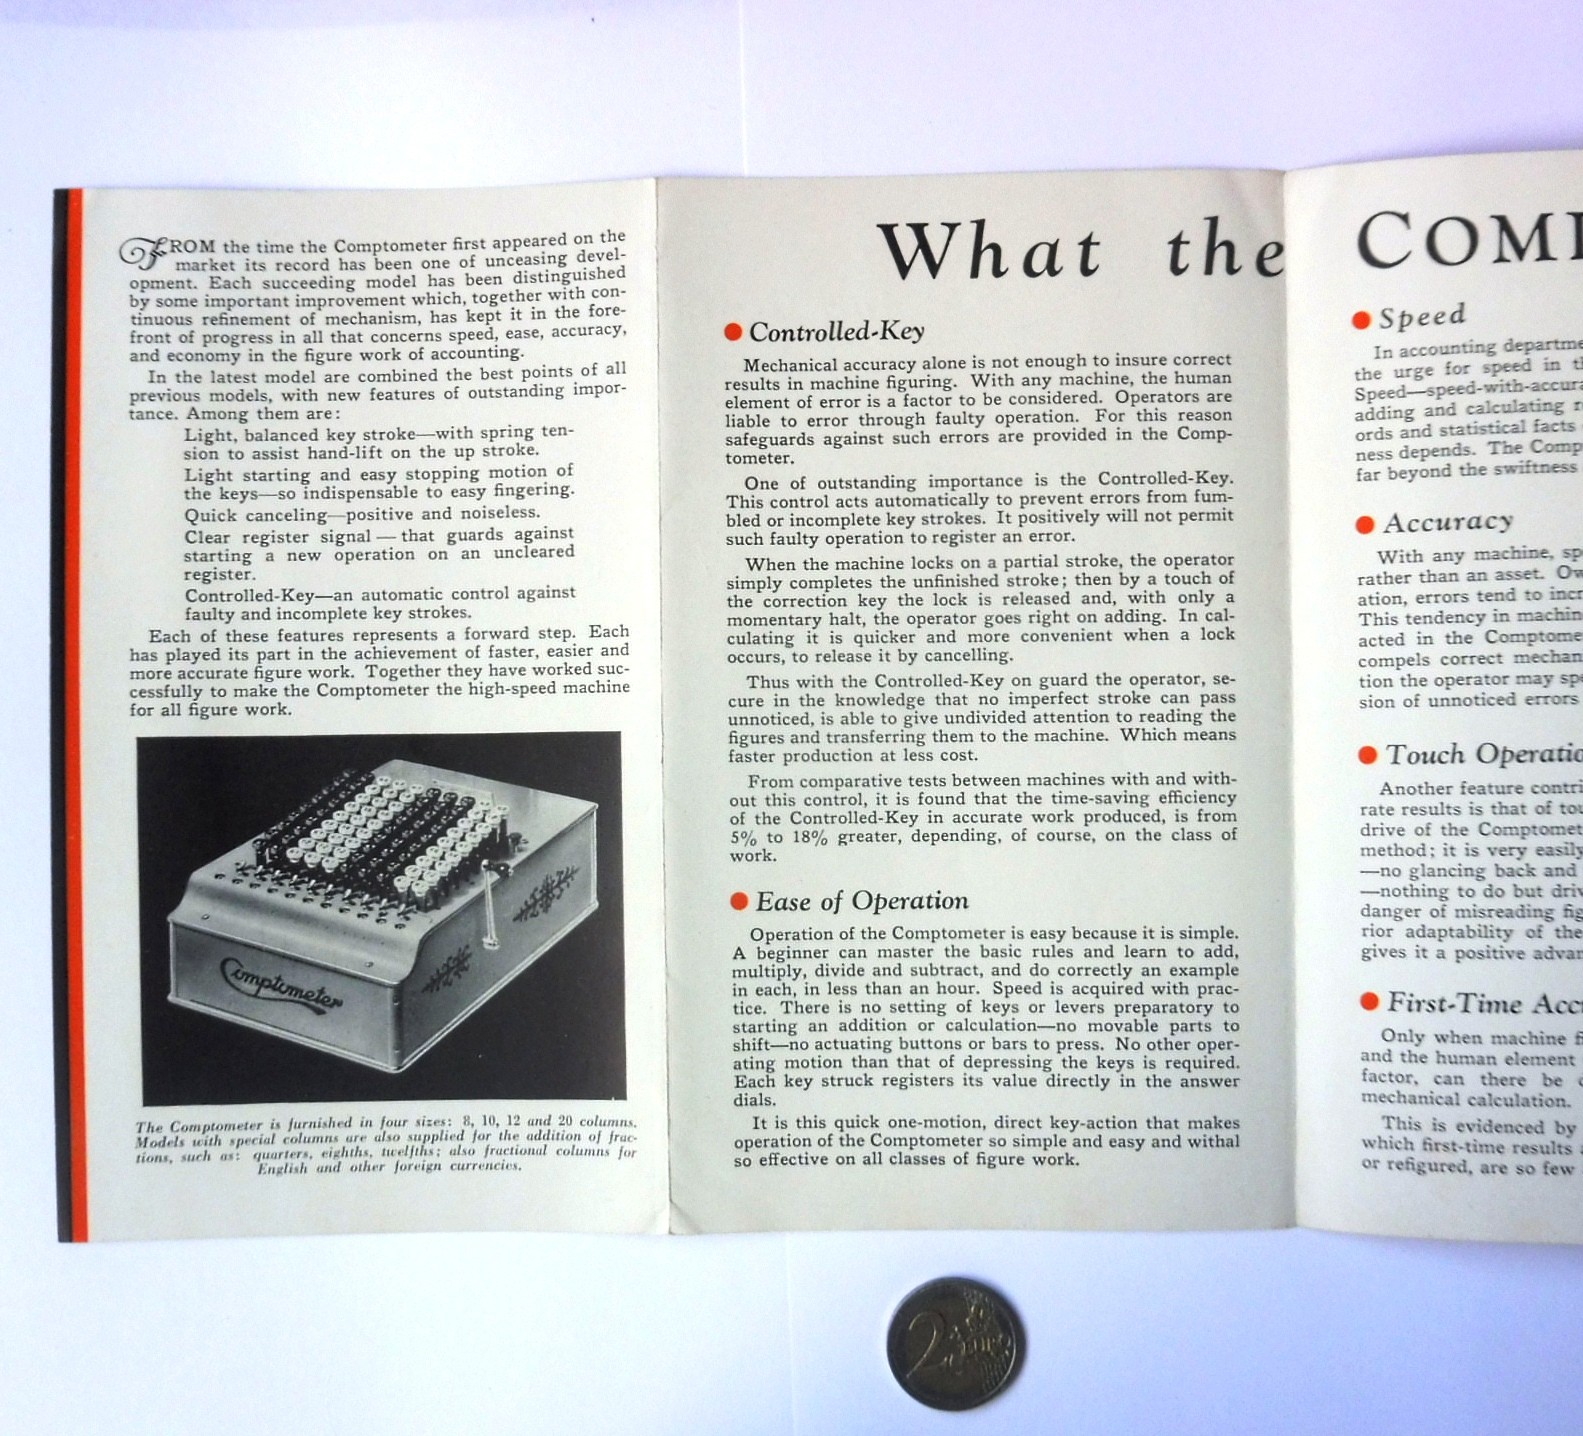 FROM the time the Comptometer first appeared on the
market its record has been one of unceasing devel-
opment. Each succeeding model has been distinguished
by some important improvement which, together with con-
tinuous refinement of mechanism, has kept it in the fore-
front of progress in all that concerns speed, ease, accuracy,
and economy in the figure work of accounting.
In the latest model are combined the best points of all
previous models, with new features of outstanding impor-
tance. Among them are:
Light, balanced key stroke—with spring ten-
sion to assist hand-lift on the up stroke.
Light starting and easy stopping motion of
the keys—so indispensable to easy fingering.
Quick canceling—positive and noiseless.
Clear register signal—that guards against
starting a new operation on an uncleared
register.
Controlled-Key—an automatic control against
faulty and incomplete key strokes.
Each of these features represents a forward step. Each
has played its part in the achievement of faster, easier and
more accurate figure work. Together they have worked suc-
cessfully to make the Comptometer the high-speed machine
for all figure work.
Comptometer
The Comptometer is furnished in four sizes: 8, 10, 12 and 20 columns.
Models with special columns are also supplied for the addition of frac-
tions, such as: quarters, eighths, twelfths; also fractional columns for
English and other foreign currencies.
What the
● Controlled-Key
Mechanical accuracy alone is not enough to insure correct
results in machine figuring. With any machine, the human
element of error is a factor to be considered. Operators are
liable to error through faulty operation. For this reason
safeguards against such errors are provided in the Comp-
tometer.
One of outstanding importance is the Controlled-Key.
This control acts automatically to prevent errors from fum-
bled or incomplete key strokes. It positively will not permit
such faulty operation to register an error.
When the machine locks on a partial stroke, the operator
simply completes the unfinished stroke; then by a touch of
the correction key the lock is released and, with only a
momentary halt, the operator goes right on adding. In cal-
culating it is quicker and more convenient when a lock
occurs, to release it by cancelling.
Thus with the Controlled-Key on guard the operator, se-
cure in the knowledge that no imperfect stroke can pass
unnoticed, is able to give undivided attention to reading the
figures and transferring them to the machine. Which means
faster production at less cost.
From comparative tests between machines with and with-
out this control, it is found that the time-saving efficiency
of the Controlled-Key in accurate work produced, is from
5% to 18% greater, depending, of course, on the class of
work.
● Ease of Operation
Operation of the Comptometer is easy because it is simple.
A beginner can master the basic rules and learn to add,
multiply, divide and subtract, and do correctly an example
in each, in less than an hour. Speed is acquired with prac-
tice. There is no setting of keys or levers preparatory to
starting an addition or calculation—no movable parts to
shift—no actuating buttons or bars to press. No other oper-
ating motion than that of depressing the keys is required.
Each key struck registers its value directly in the answer
dials.
It is this quick one-motion, direct key-action that makes
operation of the Comptometer so simple and easy and withal
so effective on all classes of figure work.
COM
● Speed
In accounting departme
the urge for speed in th
Speed—speed-with-accura
adding and calculating r
ords and statistical facts
ness depends. The Comp
far beyond the swiftness
● Accuracy
With any machine, spe
rather than an asset. Ow
ation, errors tend to incr
This tendency in machin
acted in the Comptome
compels correct mechan
tion the operator may spe
sion of unnoticed errors
● Touch Operatio
Another feature contri
rate results is that of tou
drive of the Comptomet
method; it is very easily
—no glancing back and
—nothing to do but driv
danger of misreading fig
rior adaptability of the
gives it a positive advan
● First-Time Acc
Only when machine fi
and the human element
factor, can there be
mechanical calculation.
This is evidenced by
which first-time results
or refigured, are so few
2 EURO